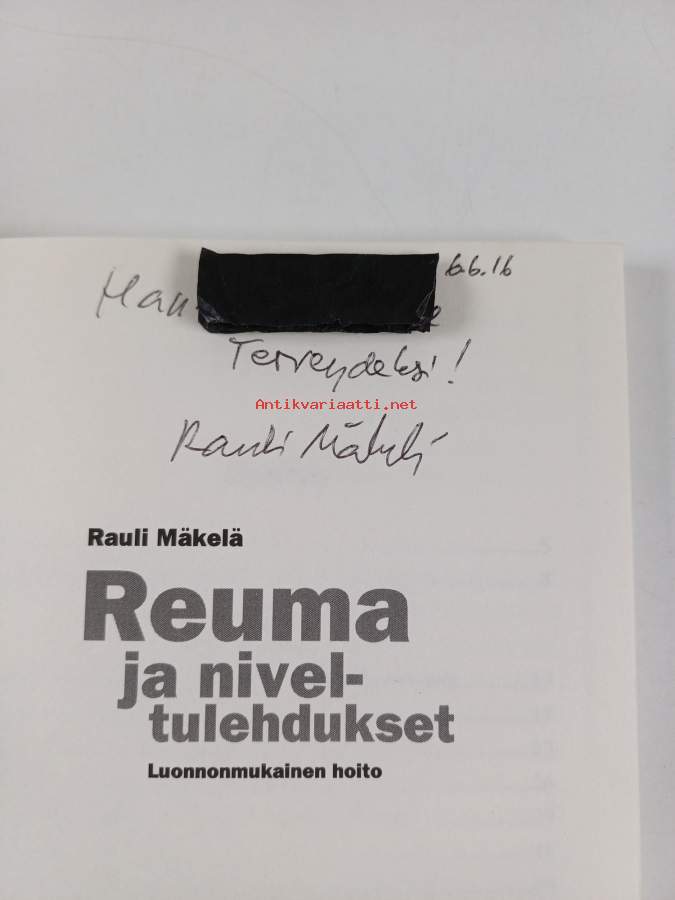 6.6.16
Terveydeksi!
Antikvariaatti.net
Rauli Mäkelä
Rauli Mäkelä
Reuma
ja nivel-
tulehdukset
Luonnonmukainen hoito